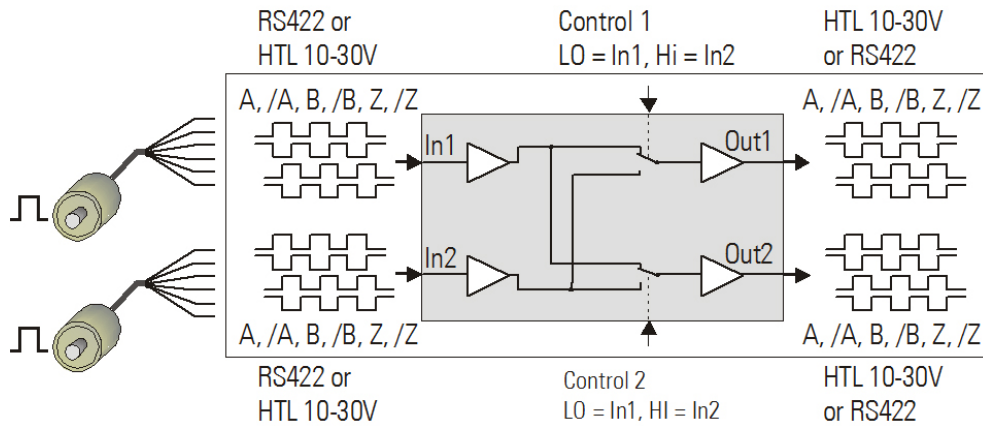 RS422 or
HTL 10-30V
Control 1
LO = In1, Hi = In2
HTL 10-30V
or RS422
A, /A, B, /B, Z, /Z
A, /A, B, /B, Z, /Z
In1
Out1
In2
Out2
A, /A, B, /B, Z, /Z
A, /A, B, /B, Z, /Z
RS422 or
HTL 10-30V
Control 2
LO = In1, HI = In2
HTL 10-30V
or RS422